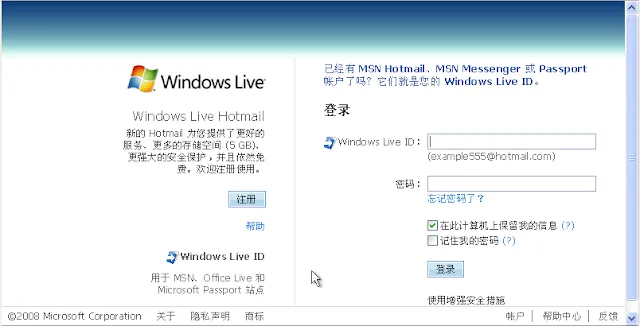 Windows Live
Windows Live Hotmail
新的 Hotmail 为您提供了更好的
服务、更多的存储空间 (5 GB)、
更强大的安全保护，并且依然免
费。欢迎注册使用。
注册
帮助
Windows Live ID
用于 MSN、Office Live 和
Microsoft Passport 站点
已经有 MSN Hotmail、MSN Messenger 或 Passport
帐户了吗？它们就是您的 Windows Live ID。
登录
Windows Live ID：
(example555@hotmail.com)
密码：
忘记密码了？
在此计算机上保留我的信息 (?)
记住我的密码 (?)
登录
使用增强安全措施
©2008 Microsoft Corporation 关于 隐私声明 商标 帐户 | 帮助中心 | 反馈